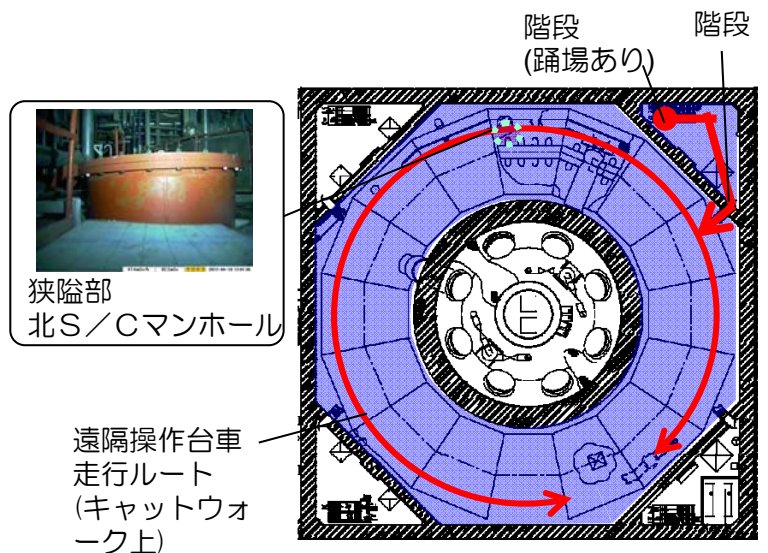 階段
(踊場あり)
階段
狭隘部
北S／Cマンホール
遠隔操作台車
走行ルート
(キャットウォ
ーク上)